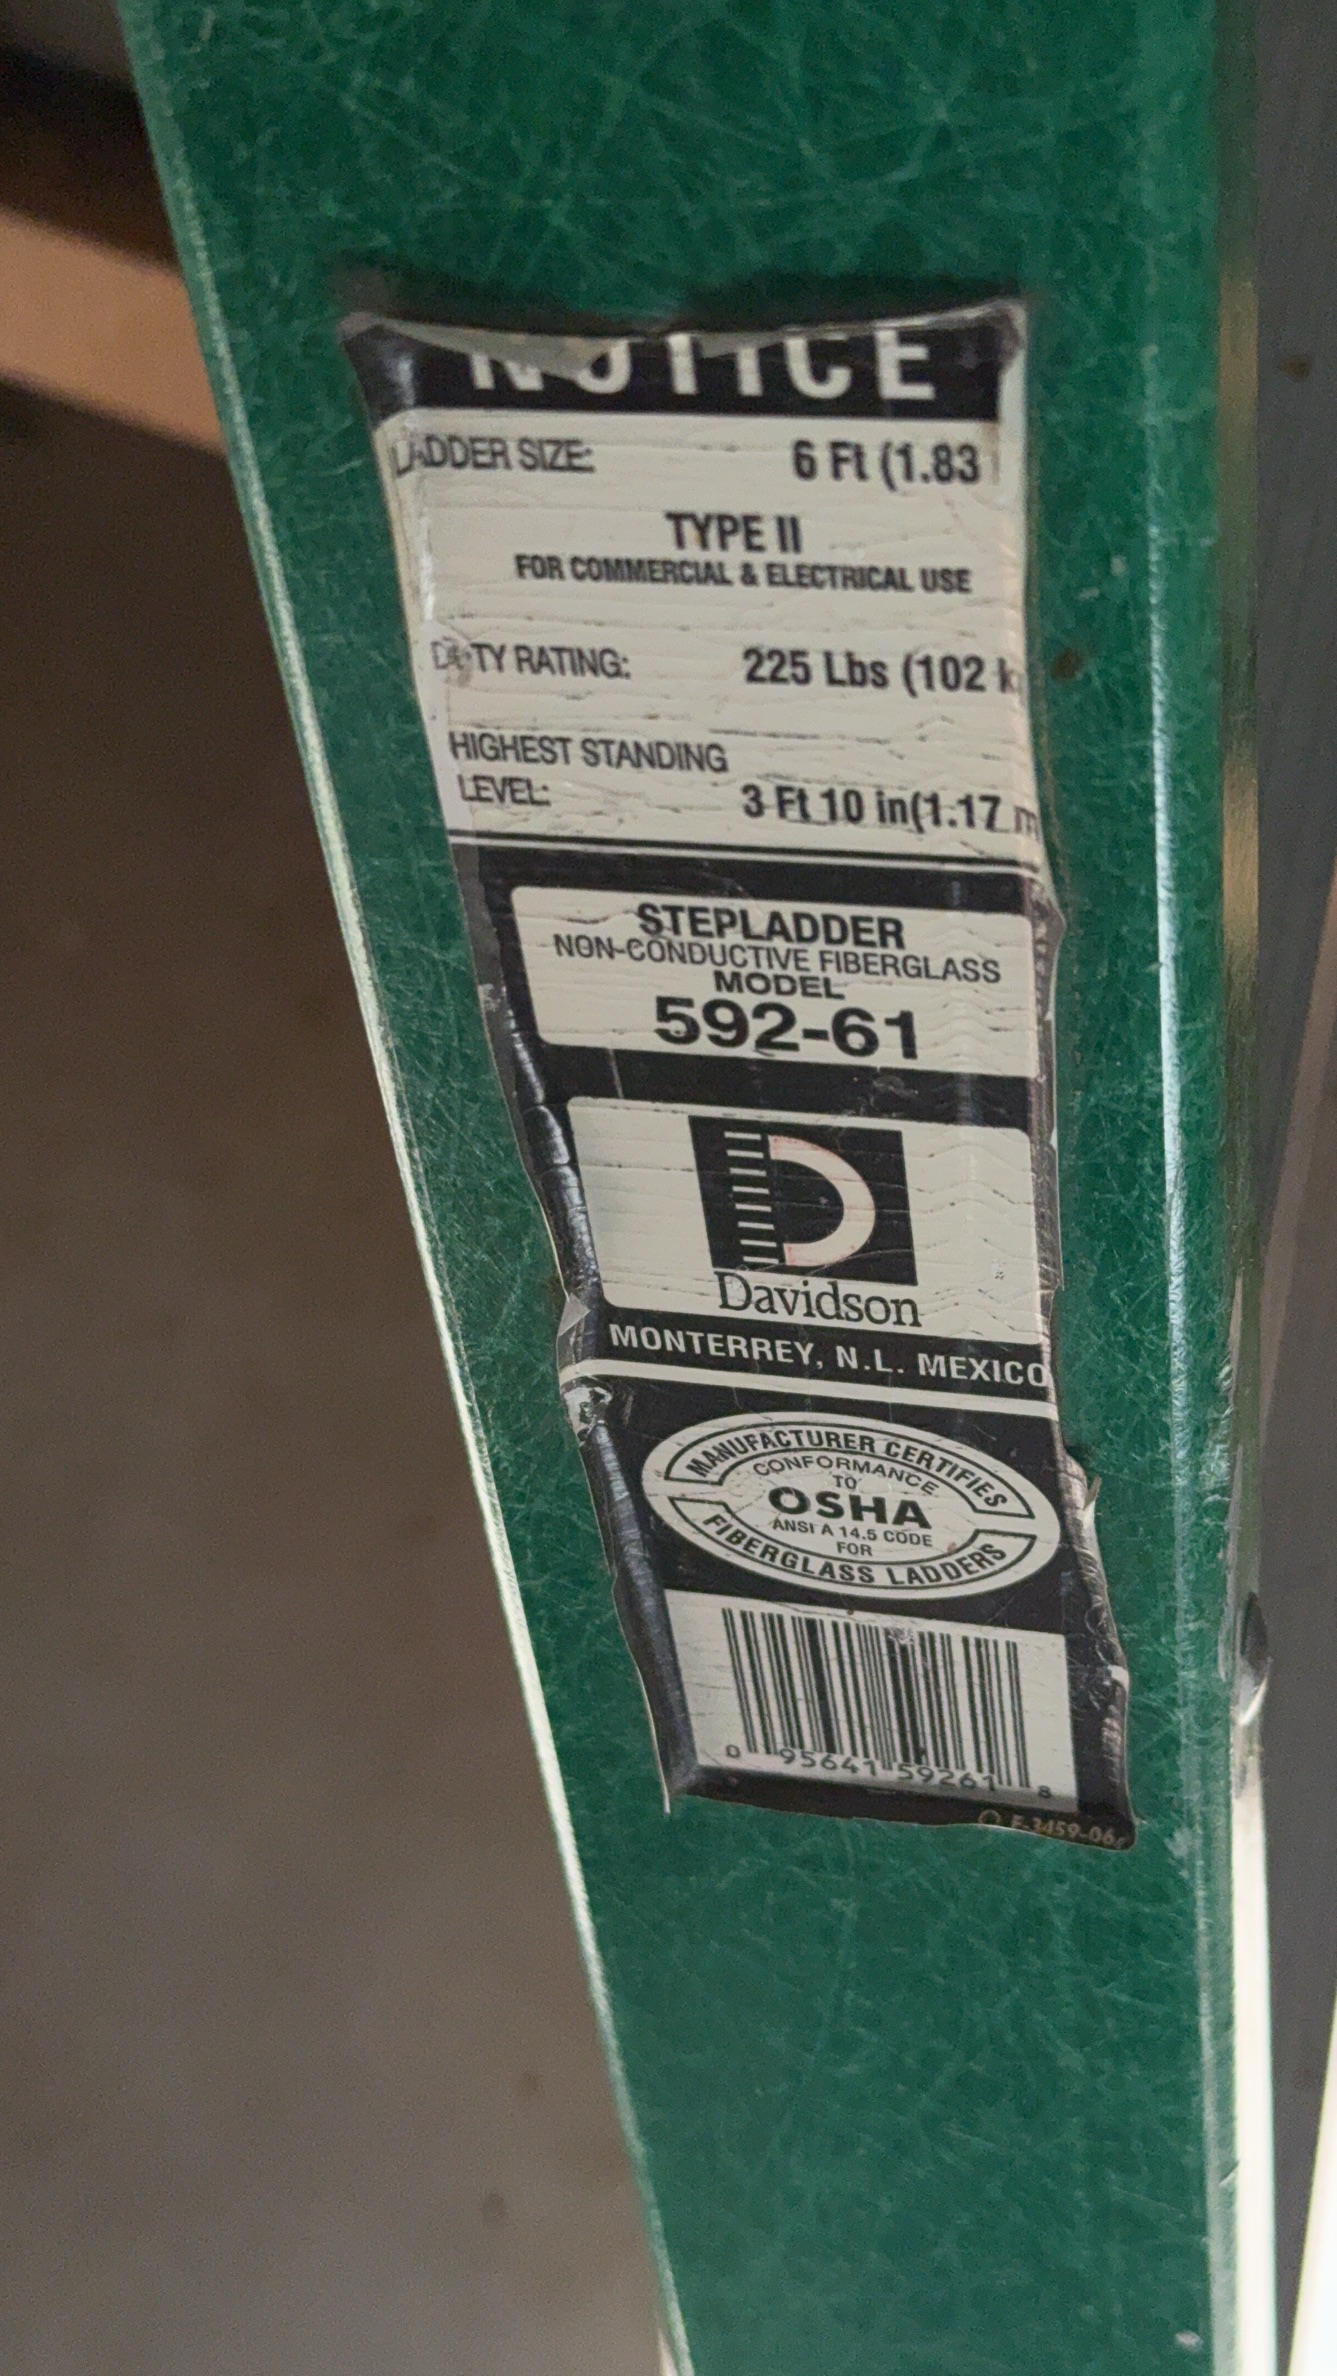 NOTICE
LADDER SIZE: 6 Ft (1.83
TYPE II
FOR COMMERCIAL & ELECTRICAL USE
DUTY RATING: 225 Lbs (102 k
HIGHEST STANDING
LEVEL: 3 Ft 10 in(1.17 m
STEPLADDER
NON-CONDUCTIVE FIBERGLASS
MODEL
592-61
Davidson
MONTERREY, N.L. MEXICO
MANUFACTURER CERTIFIES
CONFORMANCE
TO
OSHA
ANSI A 14.5 CODE
FOR
FIBERGLASS LADDERS
0 95641 59261 8